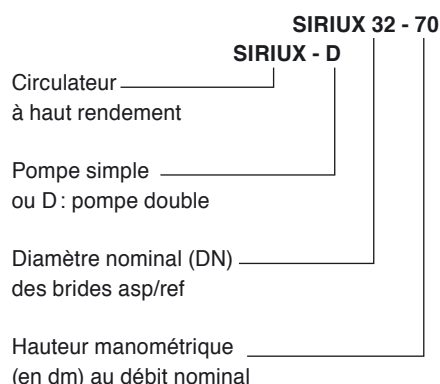 SIRIUX 32 - 70
SIRIUX - D
Circulateur
à haut rendement
Pompe simple
ou D : pompe double
Diamètre nominal (DN)
des brides asp/ref
Hauteur manométrique
(en dm) au débit nominal